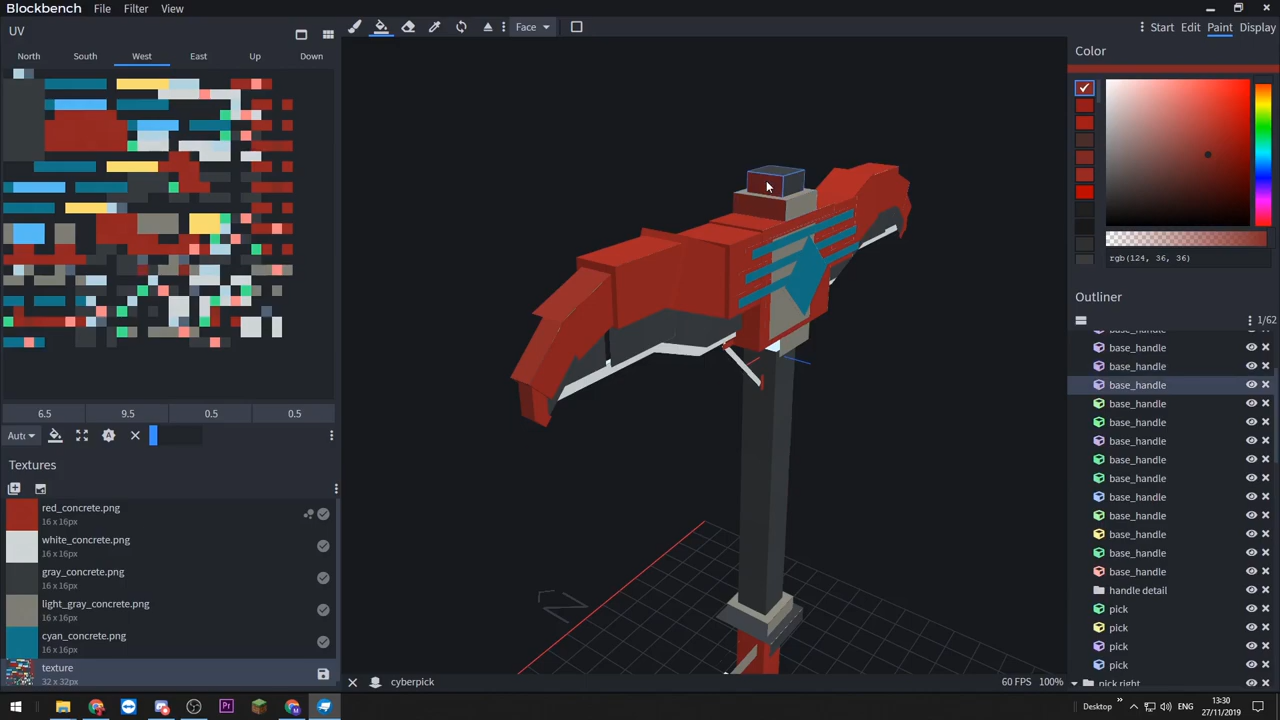 Blockbench File Filter View
UV
Face
Start Edit Paint Display
North South West East Up Down
Color
rgb(124, 36, 36)
Outliner
1/62
base_handle
base_handle
base_handle
base_handle
base_handle
base_handle
base_handle
base_handle
base_handle
base_handle
base_handle
base_handle
base_handle
handle detail
pick
pick
pick
pick
pick right
6.5 9.5 0.5 0.5
Aut
Textures
red_concrete.png
16 x 16px
white_concrete.png
16 x 16px
gray_concrete.png
16 x 16px
light_gray_concrete.png
16 x 16px
cyan_concrete.png
16 x 16px
texture
32 x 32px
N
cyberpick
60 FPS 100%
Desktop » ENG
13:30
27/11/2019